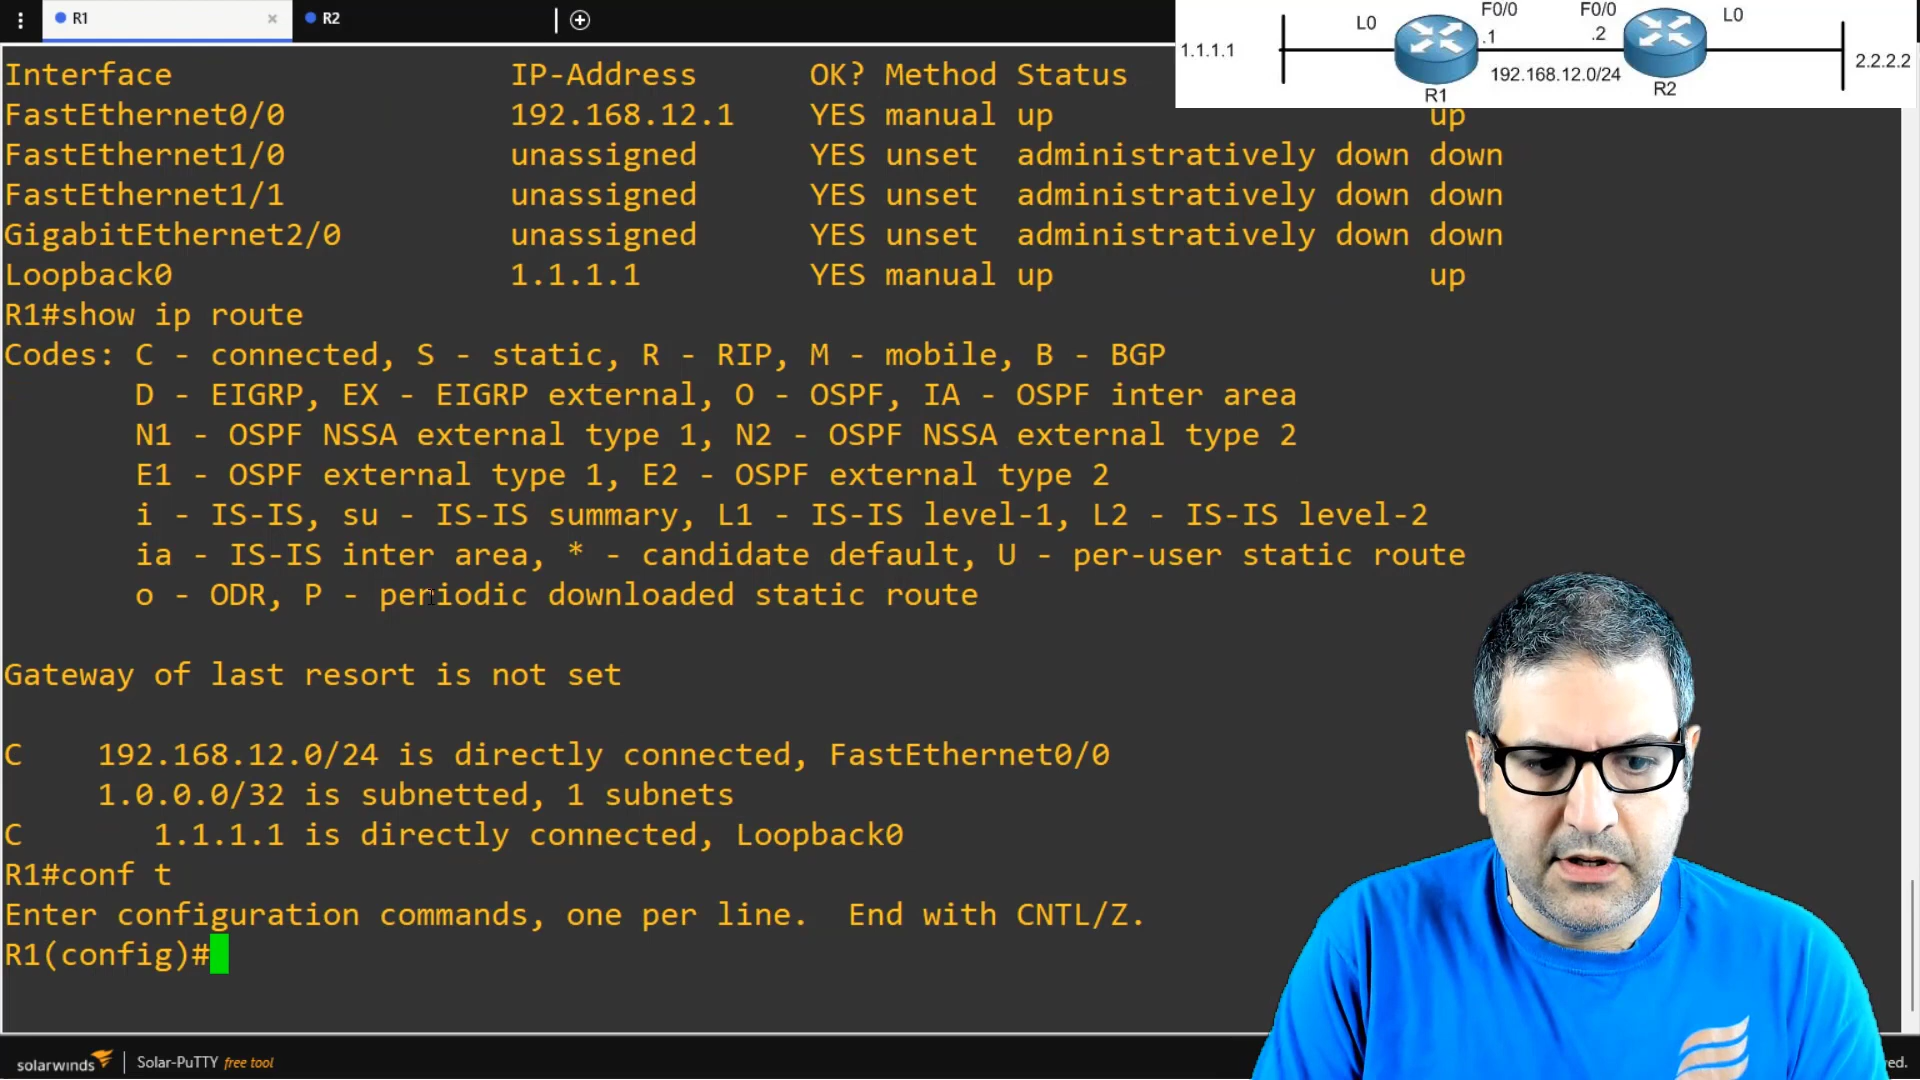 R1 × R2
L0 F0/0 F0/0 L0
1.1.1.1 .1 .2 2.2.2.2
192.168.12.0/24
R1 R2
Interface IP-Address OK? Method Status
FastEthernet0/0 192.168.12.1 YES manual up up
FastEthernet1/0 unassigned YES unset administratively down down
FastEthernet1/1 unassigned YES unset administratively down down
GigabitEthernet2/0 unassigned YES unset administratively down down
Loopback0 1.1.1.1 YES manual up up
R1#show ip route
Codes: C - connected, S - static, R - RIP, M - mobile, B - BGP
D - EIGRP, EX - EIGRP external, O - OSPF, IA - OSPF inter area
N1 - OSPF NSSA external type 1, N2 - OSPF NSSA external type 2
E1 - OSPF external type 1, E2 - OSPF external type 2
i - IS-IS, su - IS-IS summary, L1 - IS-IS level-1, L2 - IS-IS level-2
ia - IS-IS inter area, * - candidate default, U - per-user static route
o - ODR, P - periodic downloaded static route
Gateway of last resort is not set
C 192.168.12.0/24 is directly connected, FastEthernet0/0
1.0.0.0/32 is subnetted, 1 subnets
C 1.1.1.1 is directly connected, Loopback0
R1#conf t
Enter configuration commands, one per line. End with CNTL/Z.
R1(config)#
solarwinds | Solar-PuTTY free tool